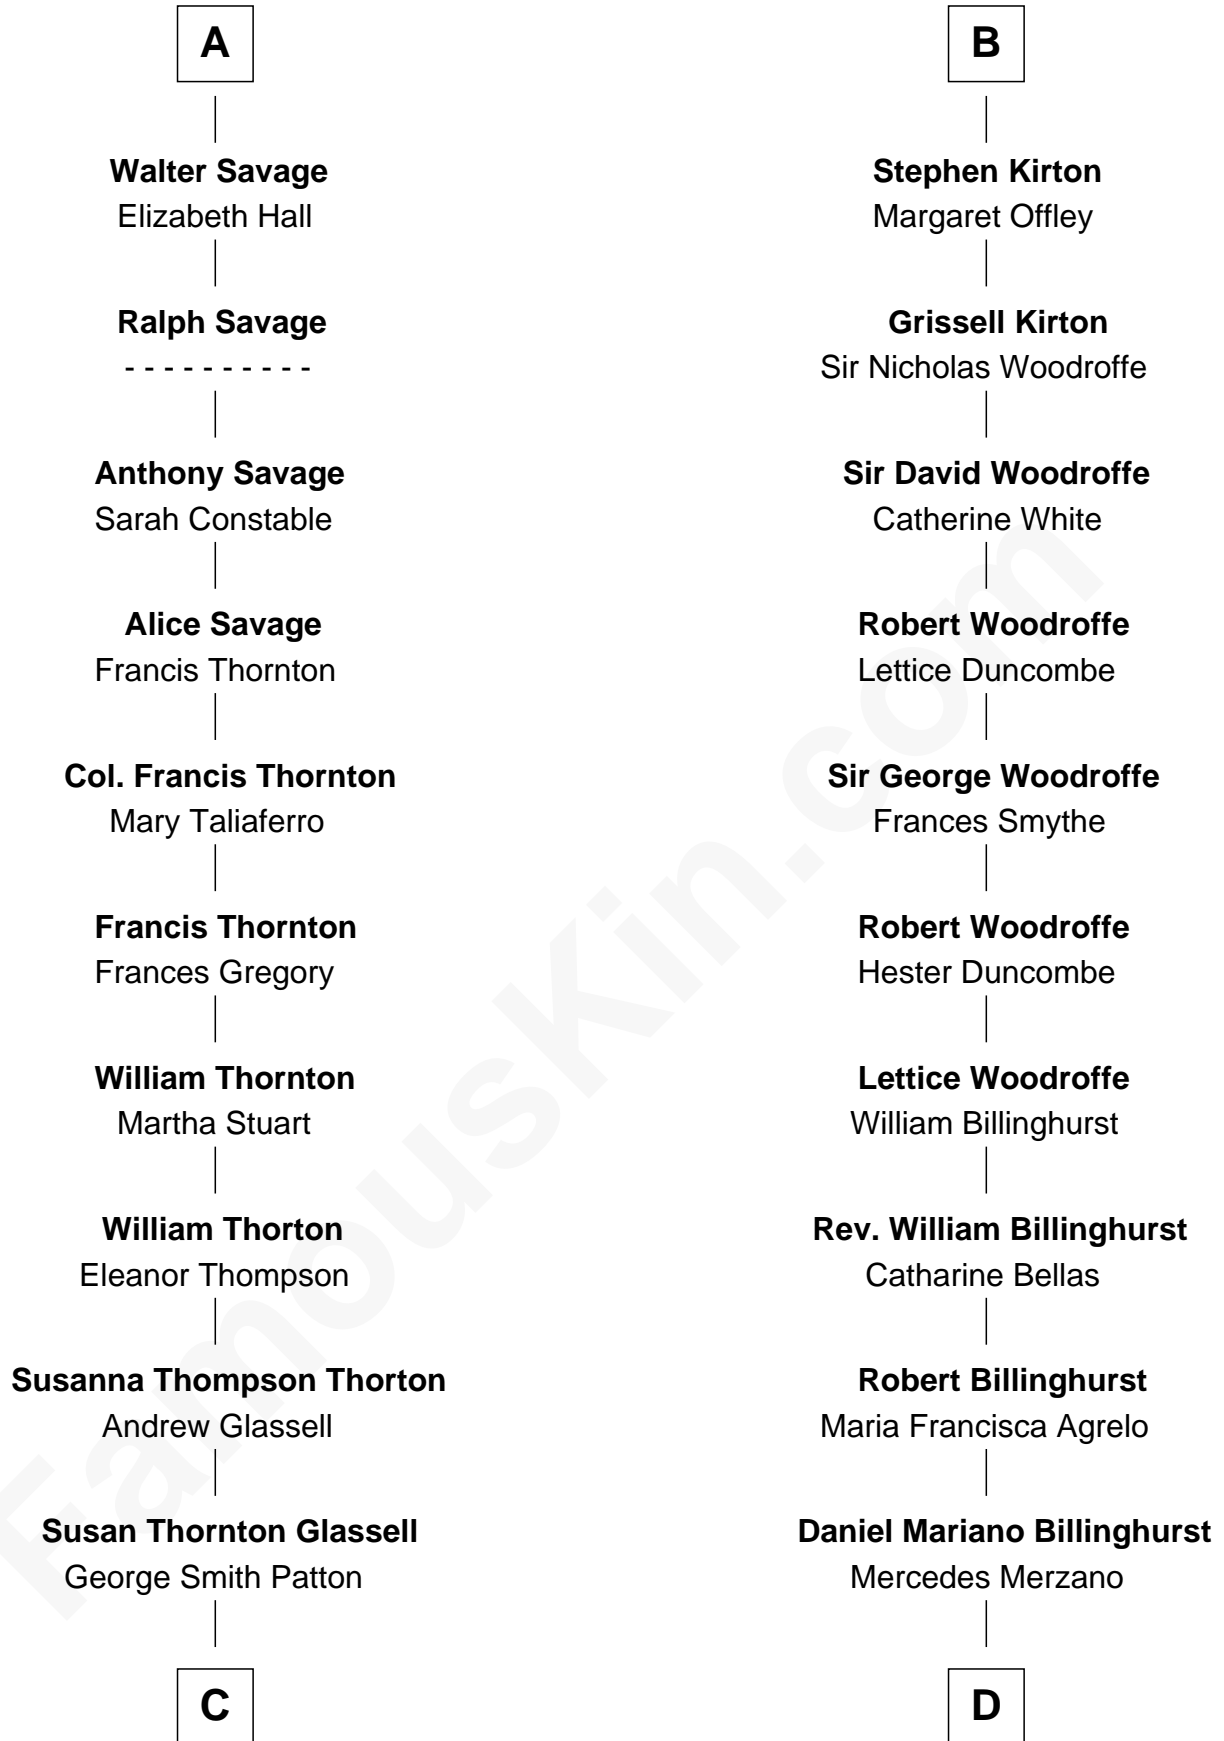 A
Walter Savage
Elizabeth Hall
Ralph Savage
- - - - - - - - - -
Anthony Savage
Sarah Constable
Alice Savage
Francis Thornton
Col. Francis Thornton
Mary Taliaferro
Francis Thornton
Frances Gregory
William Thornton
Martha Stuart
William Thorton
Eleanor Thompson
Susanna Thompson Thorton
Andrew Glassell
Susan Thornton Glassell
George Smith Patton
C
B
Stephen Kirton
Margaret Offley
Grissell Kirton
Sir Nicholas Woodroffe
Sir David Woodroffe
Catherine White
Robert Woodroffe
Lettice Duncombe
Sir George Woodroffe
Frances Smythe
Robert Woodroffe
Hester Duncombe
Lettice Woodroffe
William Billinghurst
Rev. William Billinghurst
Catharine Bellas
Robert Billinghurst
Maria Francisca Agrelo
Daniel Mariano Billinghurst
Mercedes Merzano
D
FamousKin.com